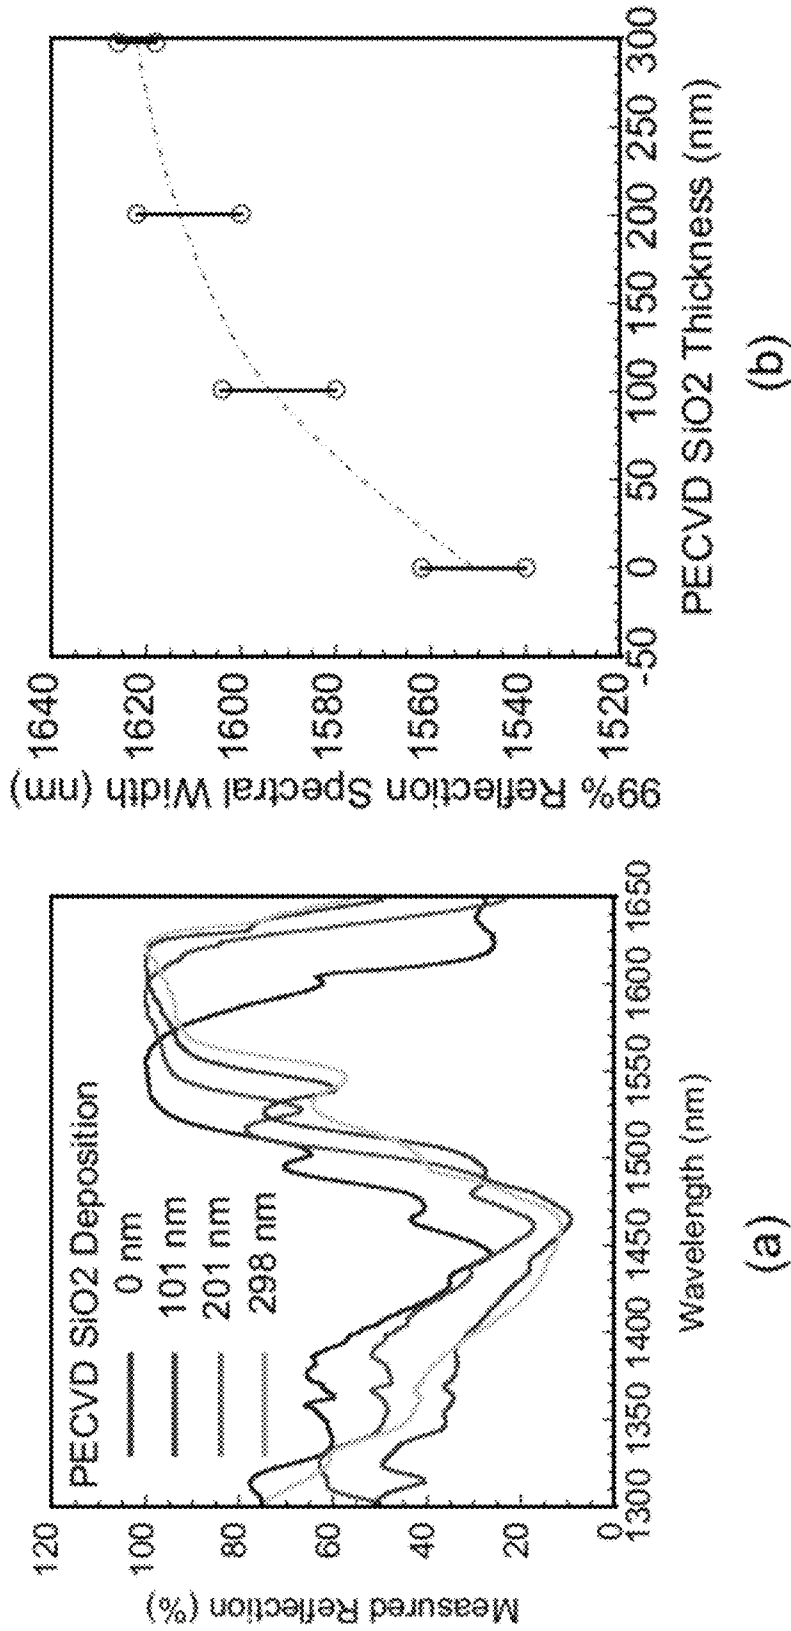 120
100
80
60
40
20
0
Measured Reflection (%)
PECVD SiO2 Deposition
0 nm
101 nm
201 nm
298 nm
1300 1350 1400 1450 1500 1550 1600 1650
Wavelength (nm)
(a)
1640
1620
1600
1580
1560
1540
1520
99% Reflection Spectral Width (nm)
-50 0 50 100 150 200 250 300
PECVD SiO2 Thickness (nm)
(b)